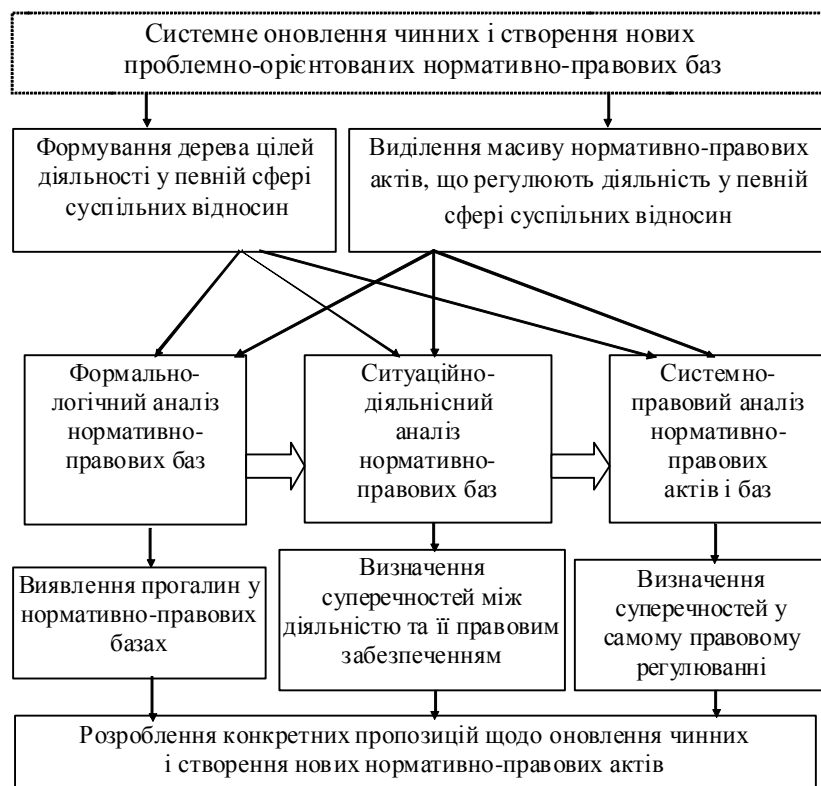 Системне оновлення чинних і створення нових
проблемно-орієнтованих нормативно-правових баз
Формування дерева цілей
діяльності у певній сфері
суспільних відносин
Виділення масиву нормативно-правових
актів, що регулюють діяльність у певній
сфері суспільних відносин
Формально-
логічний аналіз
нормативно-
правових баз
Ситуаційно-
діяльнісний
аналіз
нормативно-
правових баз
Системно-
правовий аналіз
нормативно-
правових
актів і баз
Виявлення прогалин у
нормативно-правових
базах
Визначення
суперечностей між
діяльністю та її правовим
забезпеченням
Визначення
суперечностей у
самому правовому
регулюванні
Розроблення конкретних пропозицій щодо оновлення чинних
і створення нових нормативно-правових актів